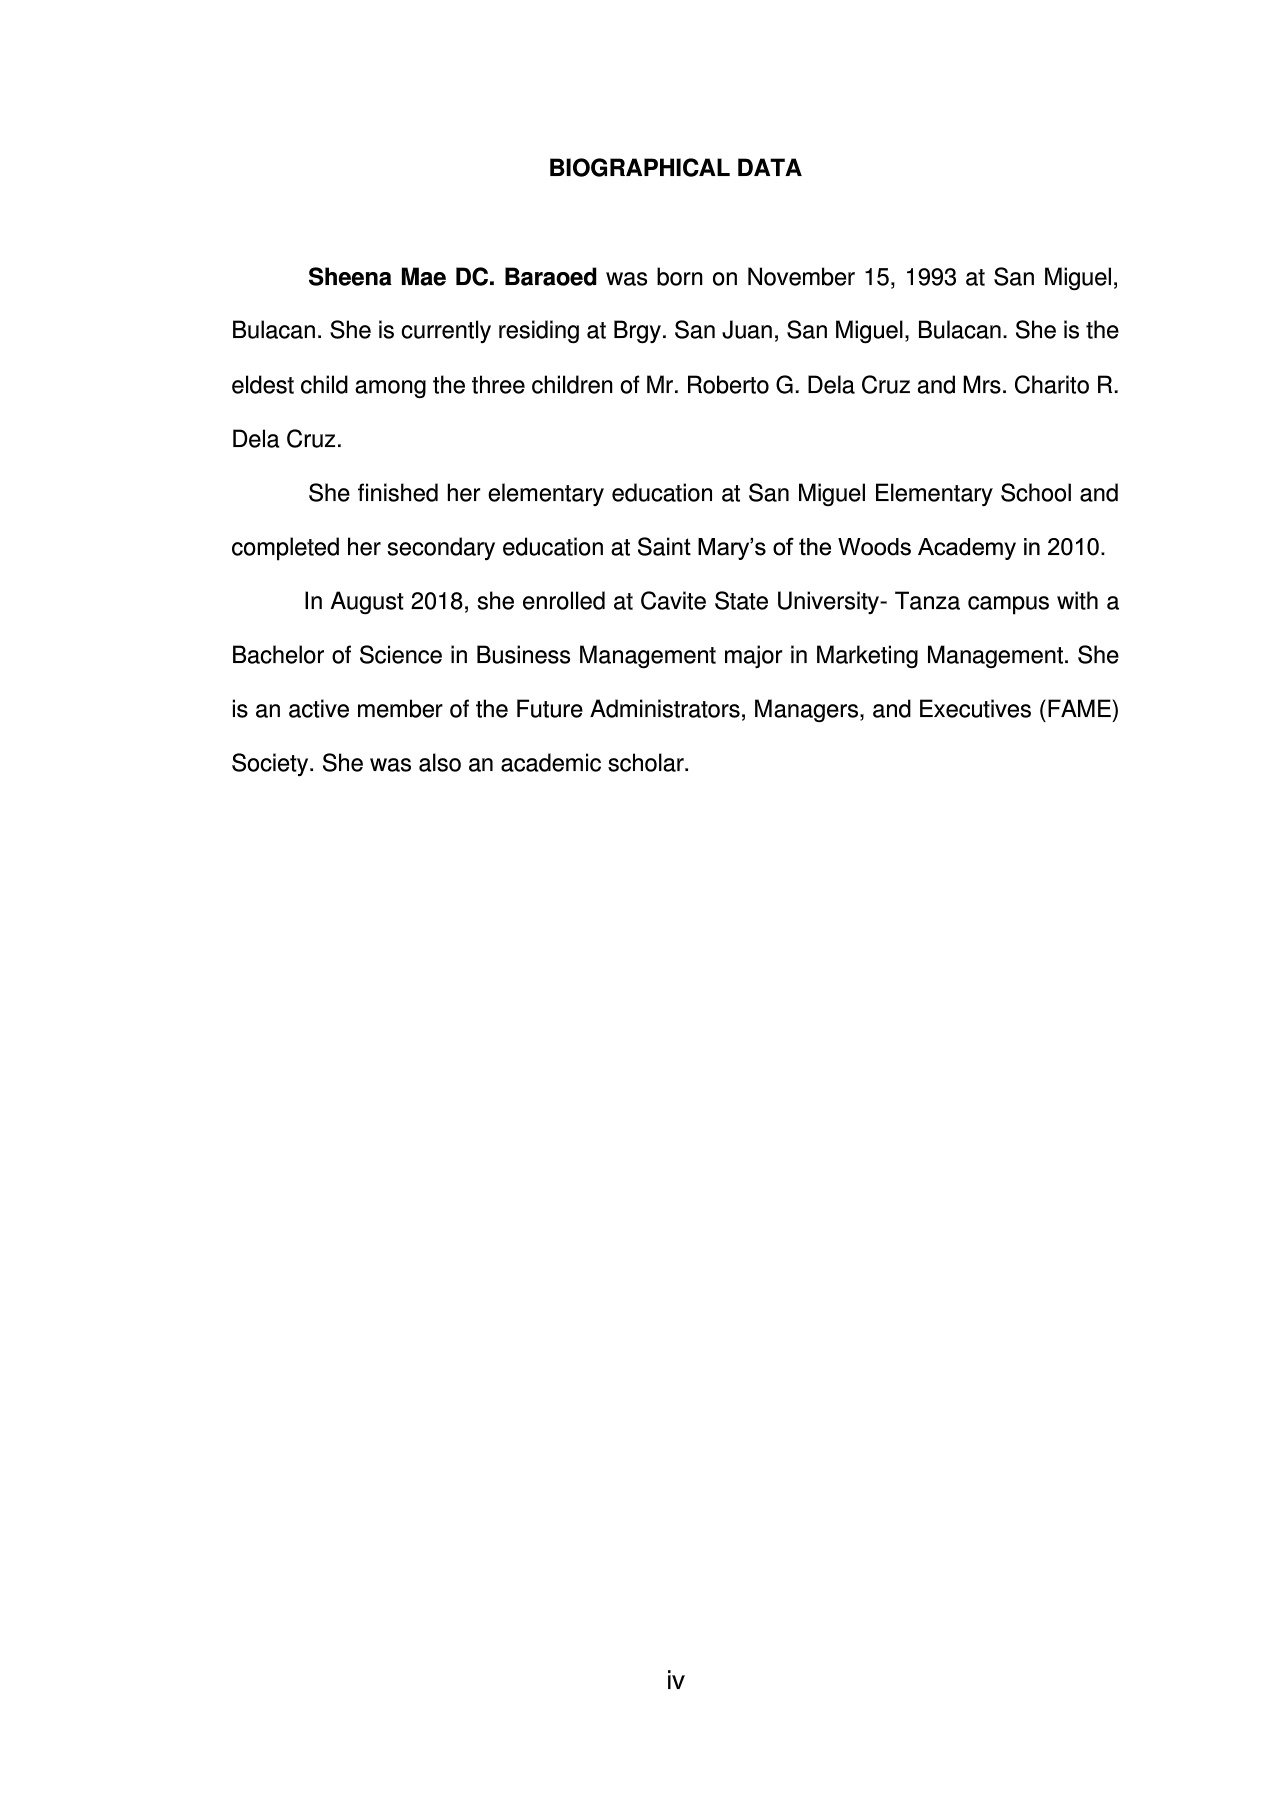 BIOGRAPHICAL DATA
Sheena Mae DC. Baraoed was born on November 15, 1993 at San Miguel,
Bulacan. She is currently residing at Brgy. San Juan, San Miguel, Bulacan. She is the
eldest child among the three children of Mr. Roberto G. Dela Cruz and Mrs. Charito R.
Dela Cruz.
She finished her elementary education at San Miguel Elementary School and
completed her secondary education at Saint Mary’s of the Woods Academy in 2010.
In August 2018, she enrolled at Cavite State University- Tanza campus with a
Bachelor of Science in Business Management major in Marketing Management. She
is an active member of the Future Administrators, Managers, and Executives (FAME)
Society. She was also an academic scholar.
iv